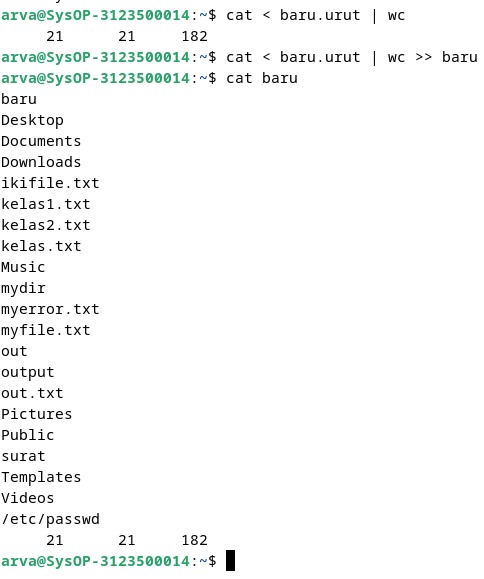 arva@SysOP-3123500014:~$ cat < baru.urut | wc
     21      21     182
arva@SysOP-3123500014:~$ cat < baru.urut | wc >> baru
arva@SysOP-3123500014:~$ cat baru
baru
Desktop
Documents
Downloads
ikifile.txt
kelas1.txt
kelas2.txt
kelas.txt
Music
mydir
myerror.txt
myfile.txt
out
output
out.txt
Pictures
Public
surat
Templates
Videos
/etc/passwd
     21      21     182
arva@SysOP-3123500014:~$